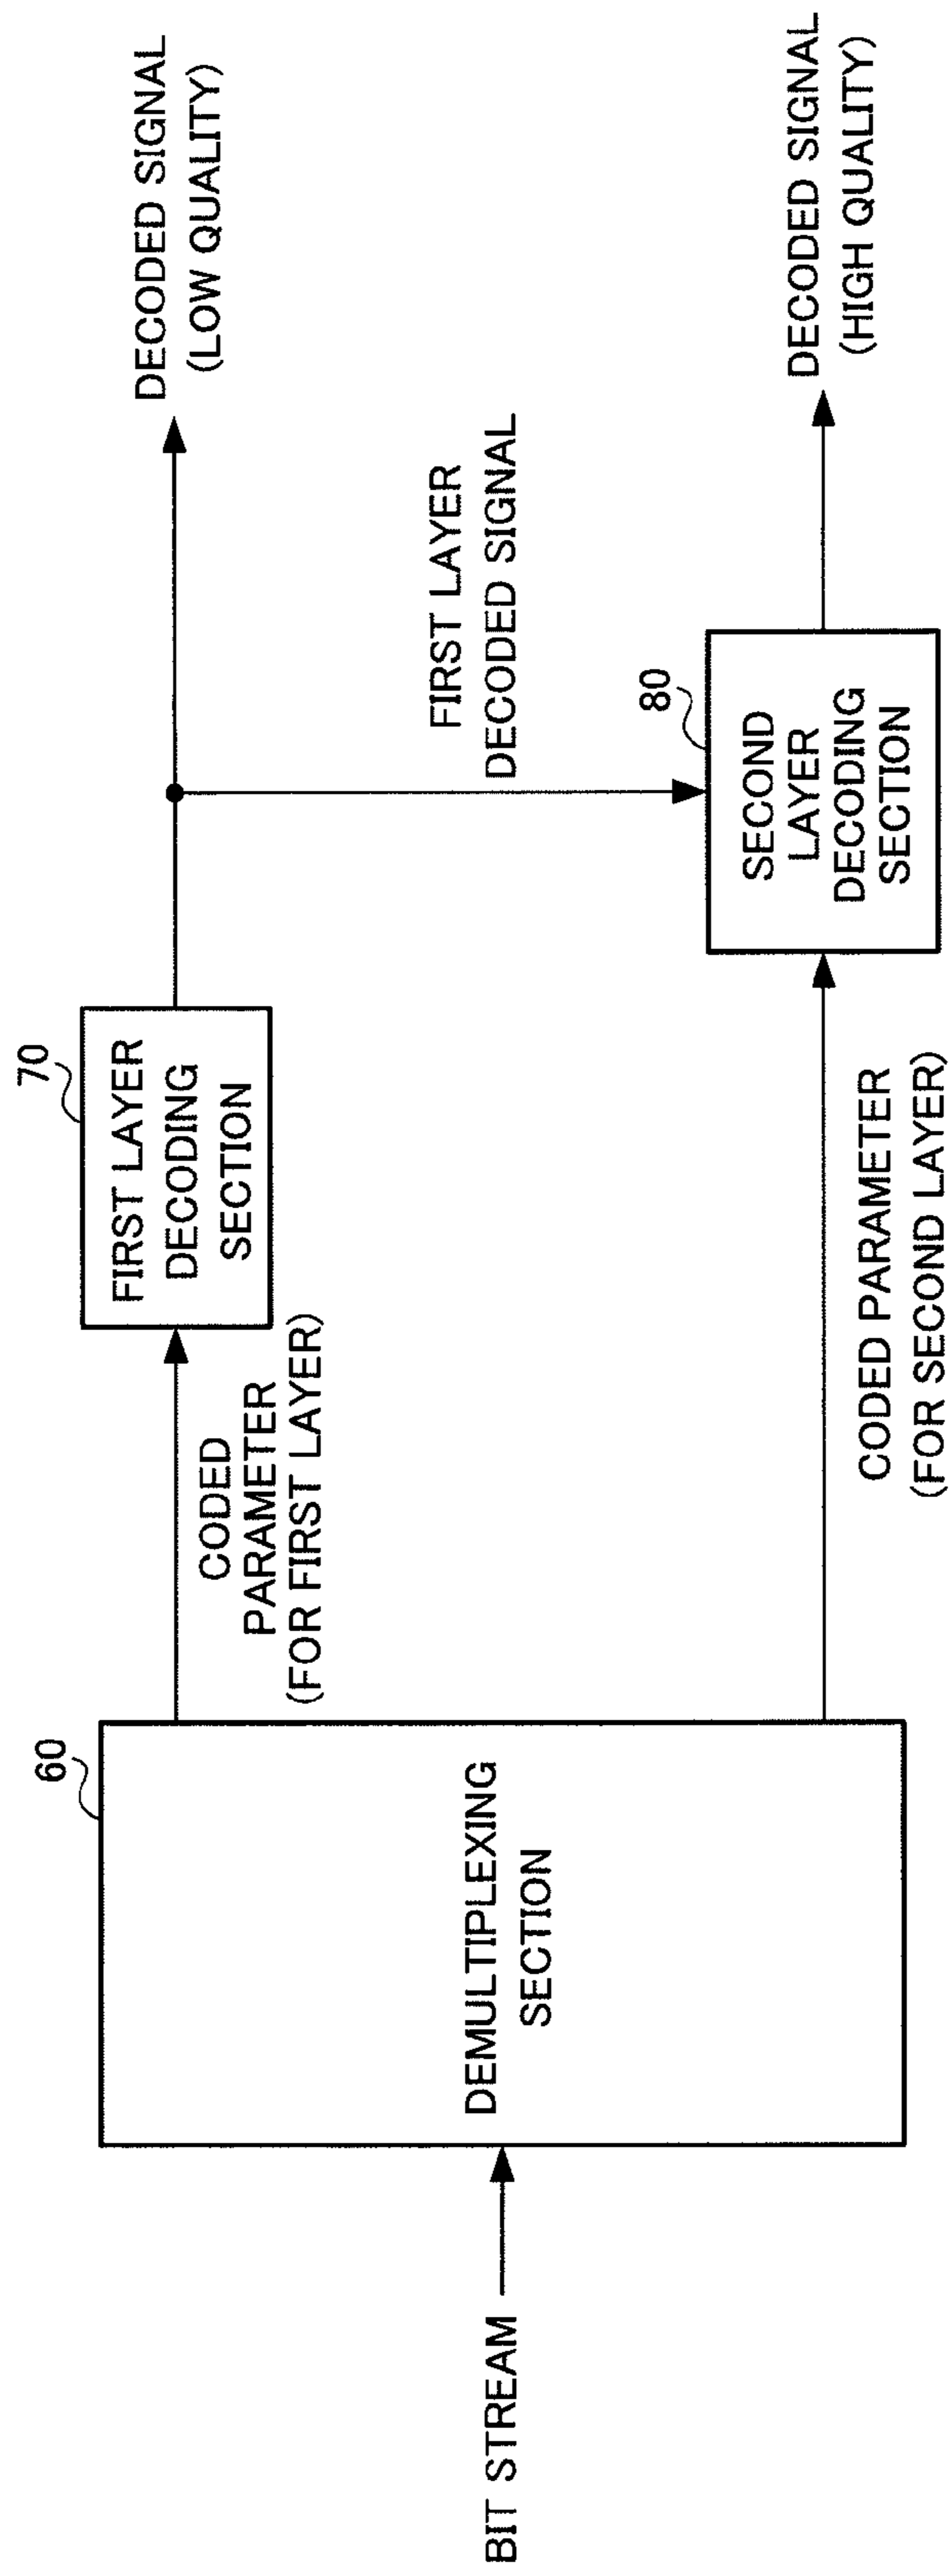 BIT STREAM
60
DEMULTIPLEXING
SECTION
CODED
PARAMETER
(FOR FIRST LAYER)
70
FIRST LAYER
DECODING
SECTION
DECODED SIGNAL
(LOW QUALITY)
FIRST LAYER
DECODED SIGNAL
CODED PARAMETER
(FOR SECOND LAYER)
80
SECOND
LAYER
DECODING
SECTION
DECODED SIGNAL
(HIGH QUALITY)